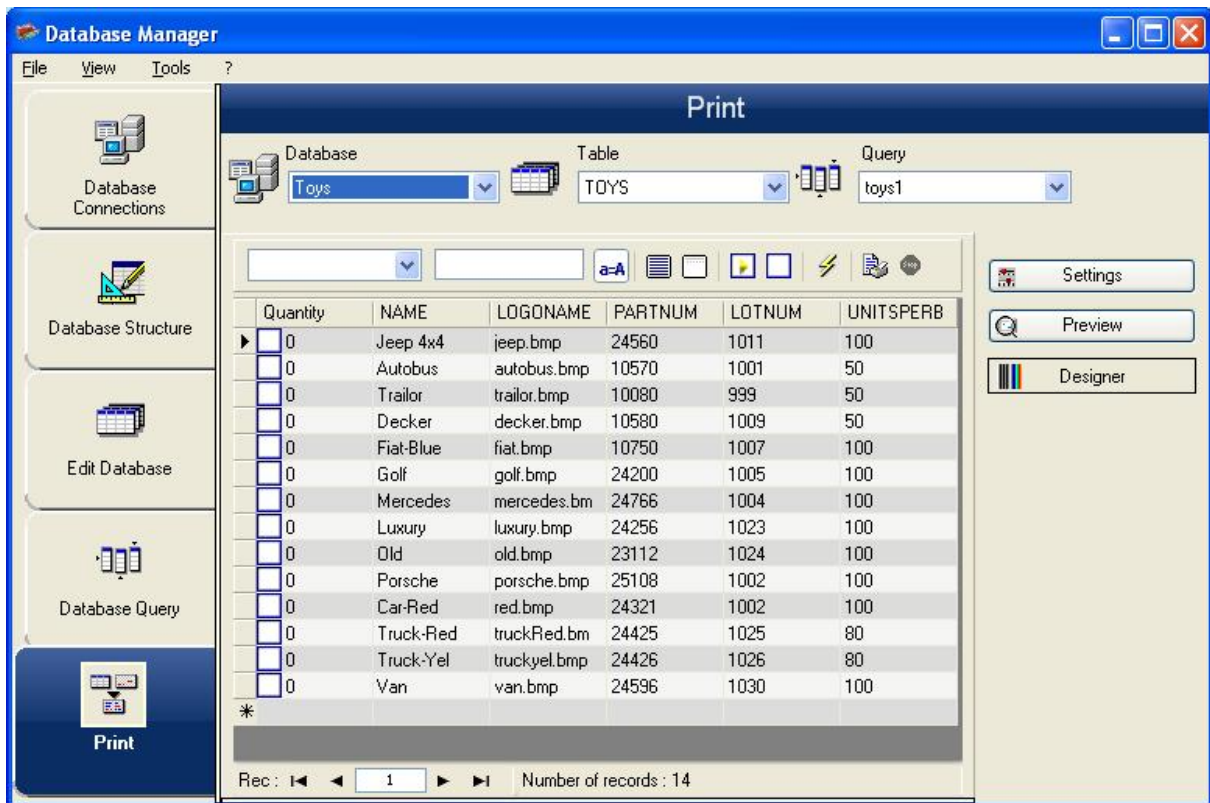 Database Manager
File View Tools ?
Database
Connections
Database Structure
Edit Database
Database Query
Print
Print
Database Table Query
Toys TOYS toys1
a=A Stop
Quantity NAME LOGONAME PARTNUM LOTNUM UNITSPERB
0 Jeep 4x4 jeep.bmp 24560 1011 100
0 Autobus autobus.bmp 10570 1001 50
0 Trailor trailor.bmp 10080 999 50
0 Decker decker.bmp 10580 1009 50
0 Fiat-Blue fiat.bmp 10750 1007 100
0 Golf golf.bmp 24200 1005 100
0 Mercedes mercedes.bm 24766 1004 100
0 Luxury luxury.bmp 24256 1023 100
0 Old old.bmp 23112 1024 100
0 Porsche porsche.bmp 25108 1002 100
0 Car-Red red.bmp 24321 1002 100
0 Truck-Red truckRed.bm 24425 1025 80
0 Truck-Yel truckyel.bmp 24426 1026 80
0 Van van.bmp 24596 1030 100
Rec : 1 Number of records : 14
Settings
Preview
Designer